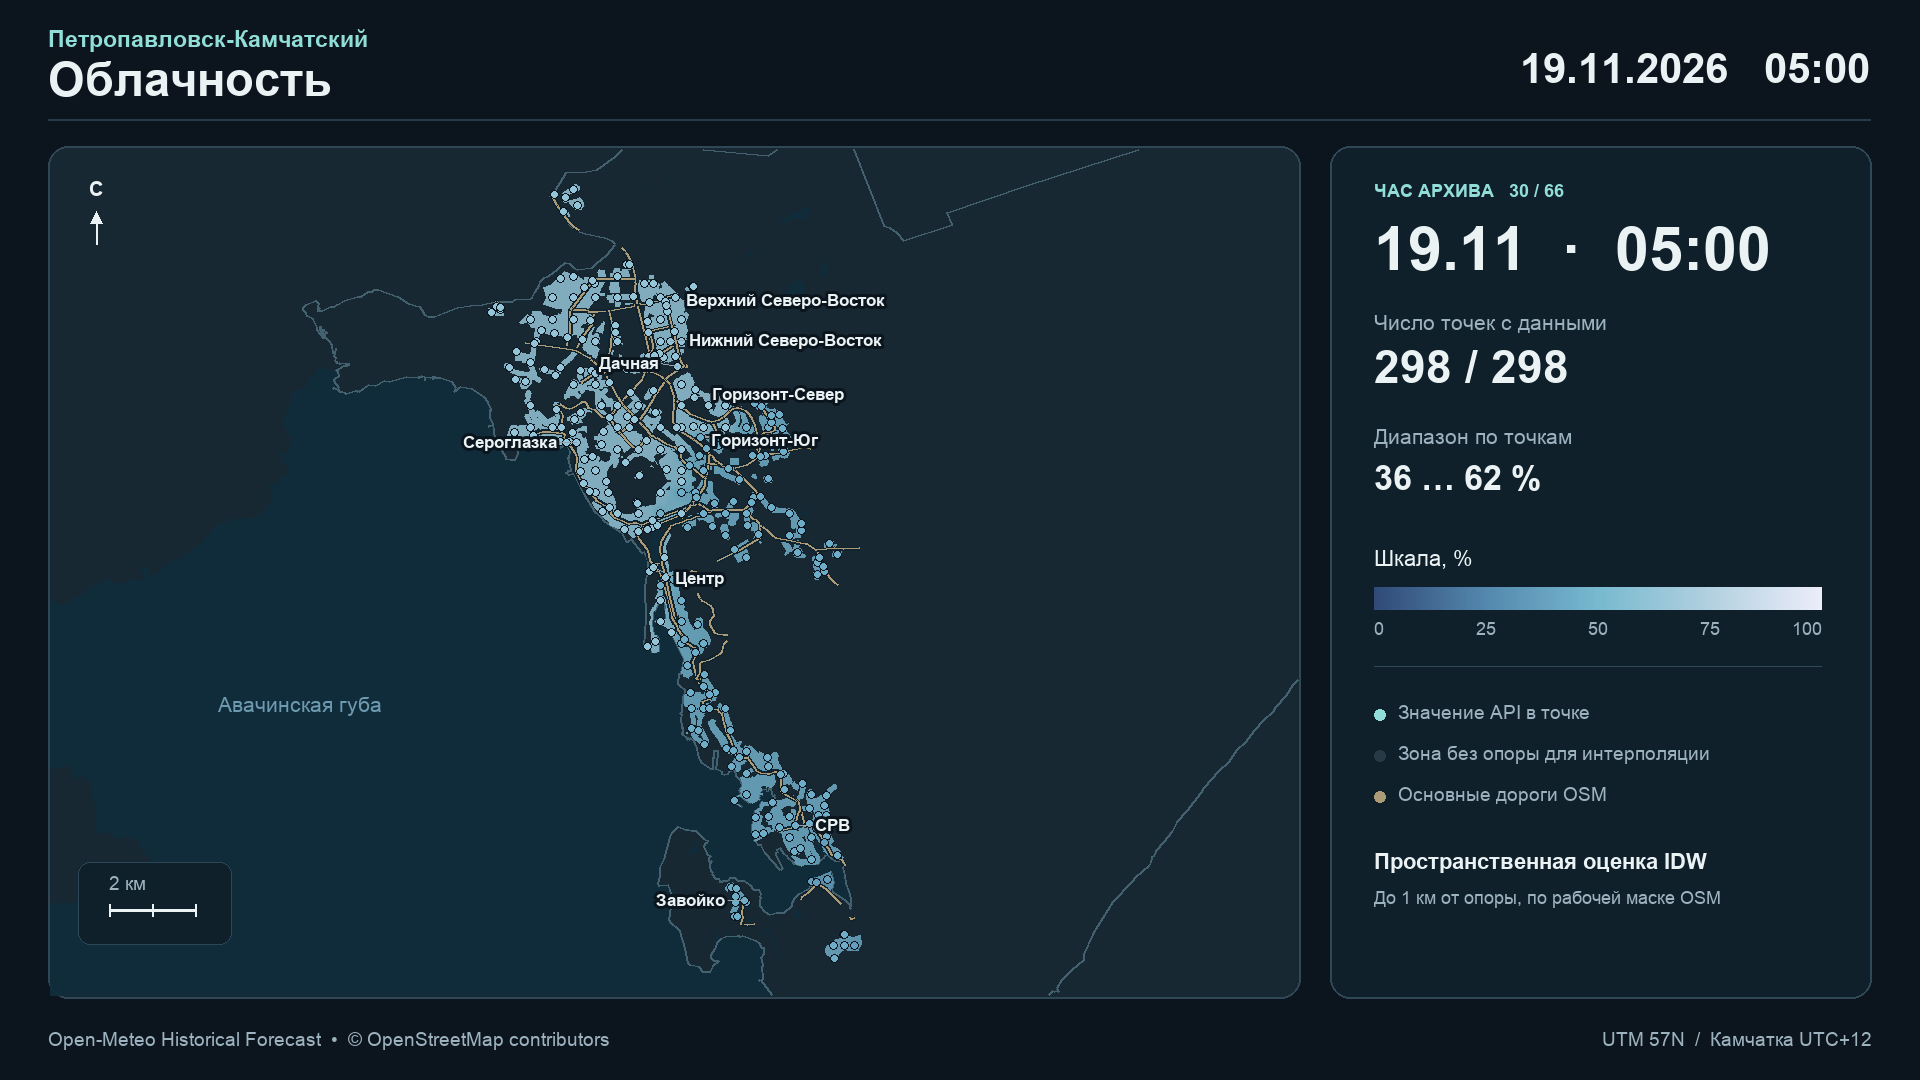 Петропавловск-Камчатский
Облачность
19.11.2026 05:00
С
Верхний Северо-Восток
Нижний Северо-Восток
Дачная
Горизонт-Север
Горизонт-Юг
Сероглазка
Центр
Авачинская губа
СРВ
Завойко
2 км
ЧАС АРХИВА 30 / 66
19.11 · 05:00
Число точек с данными
298 / 298
Диапазон по точкам
36 … 62 %
Шкала, %
0 25 50 75 100
Значение API в точке
Зона без опоры для интерполяции
Основные дороги OSM
Пространственная оценка IDW
До 1 км от опоры, по рабочей маске OSM
Open-Meteo Historical Forecast • © OpenStreetMap contributors
UTM 57N / Камчатка UTC+12